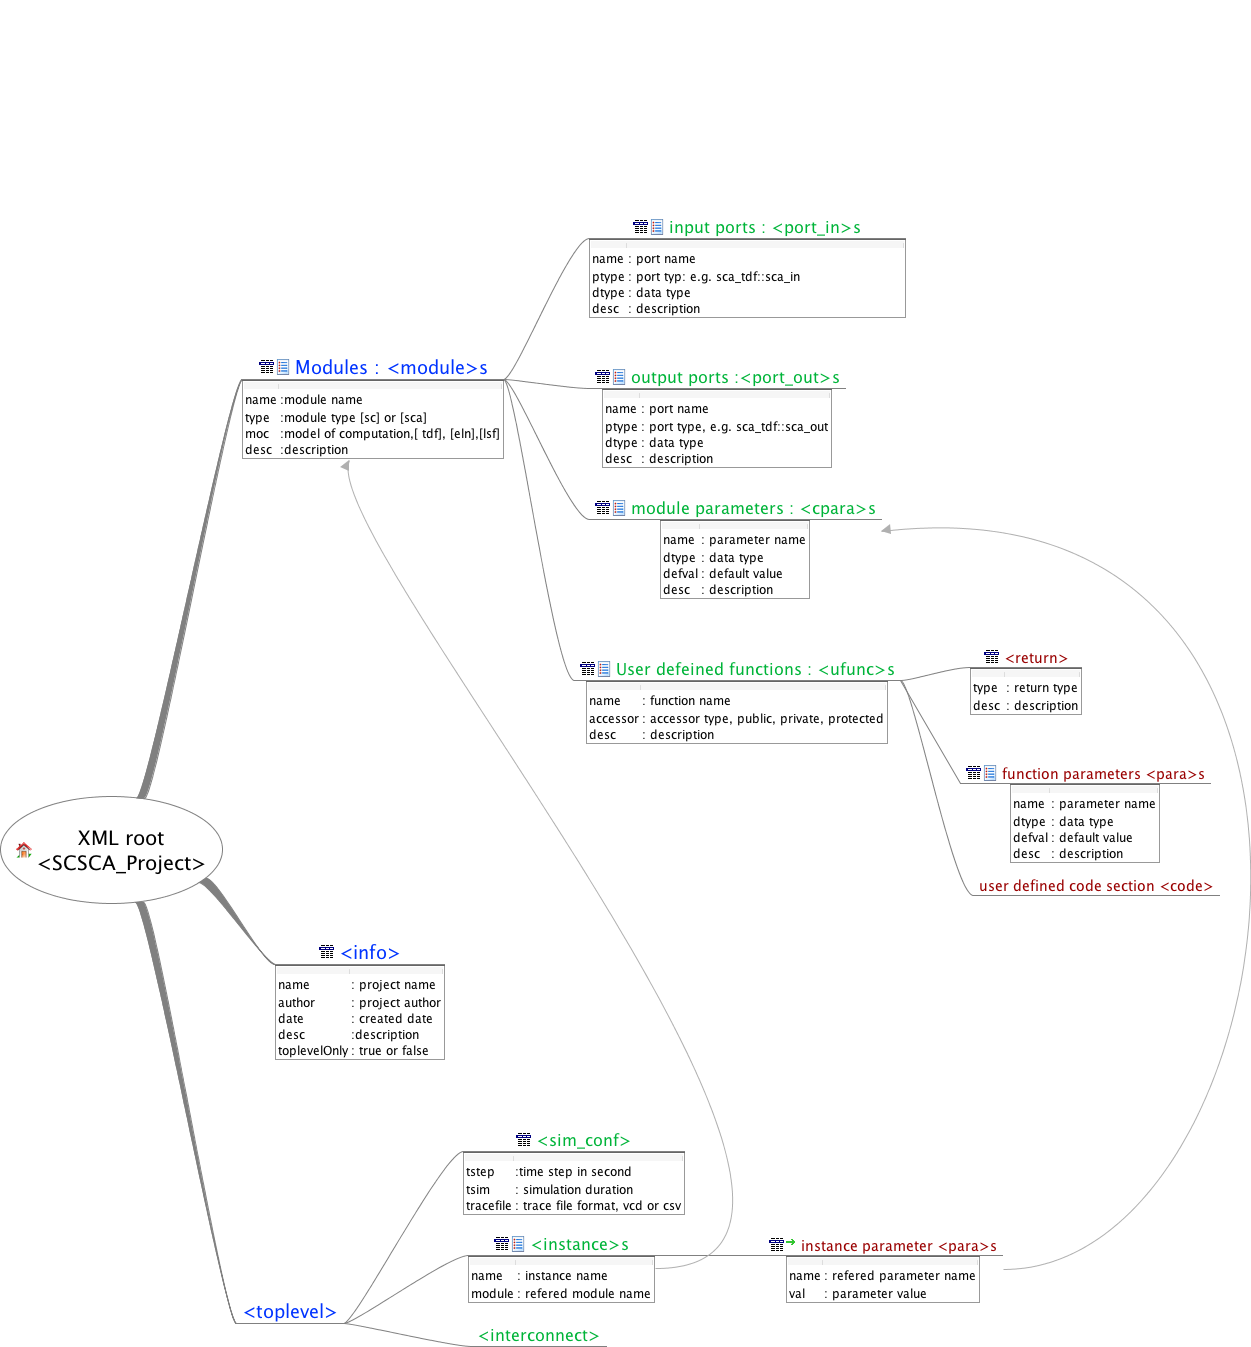 input ports : <port_in>s
name : port name
ptype : port typ: e.g. sca_tdf::sca_in
dtype : data type
desc : description
Modules : <module>s
name :module name
type :module type [sc] or [sca]
moc :model of computation,[ tdf], [eln],[lsf]
desc :description
output ports :<port_out>s
name : port name
ptype : port type, e.g. sca_tdf::sca_out
dtype : data type
desc : description
module parameters : <cpara>s
name : parameter name
dtype : data type
defval : default value
desc : description
User defeined functions : <ufunc>s
name : function name
accessor : accessor type, public, private, protected
desc : description
<return>
type : return type
desc : description
function parameters <para>s
name : parameter name
dtype : data type
defval : default value
desc : description
user defined code section <code>
XML root
<SCSCA_Project>
<info>
name : project name
author : project author
date : created date
desc :description
toplevelOnly : true or false
<sim_conf>
tstep :time step in second
tsim : simulation duration
tracefile : trace file format, vcd or csv
<instance>s
name : instance name
module : refered module name
instance parameter <para>s
name : refered parameter name
val : parameter value
<toplevel>
<interconnect>